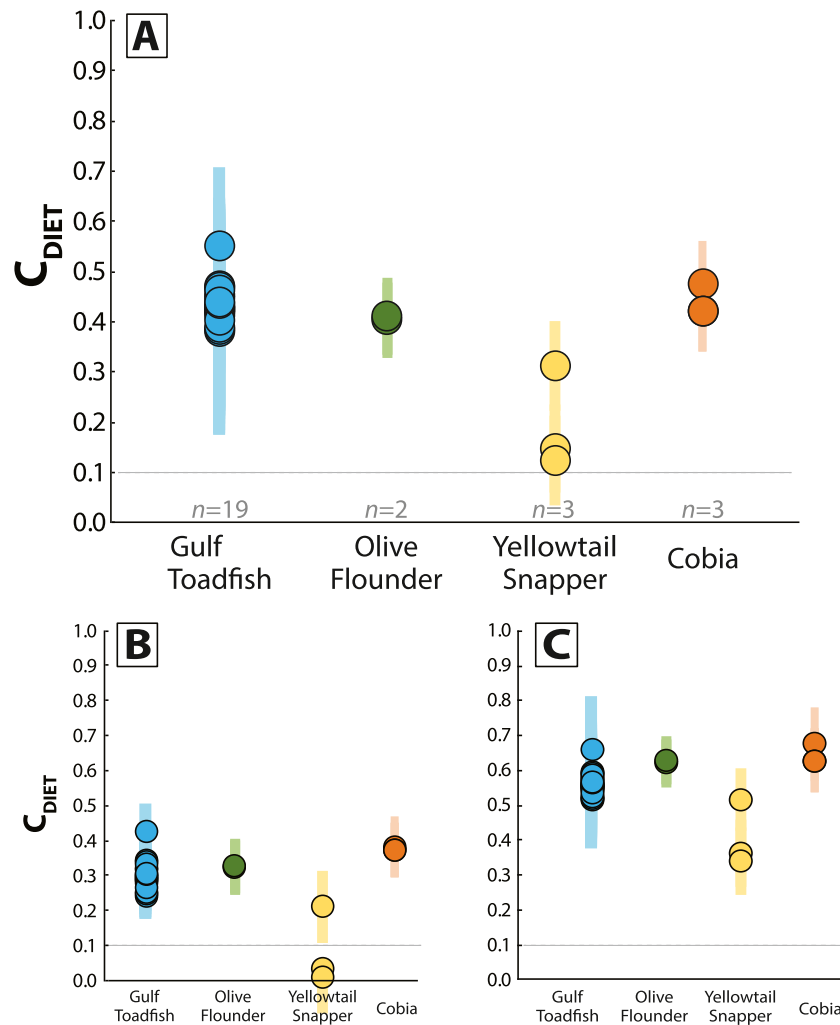 A
1.0
0.9
0.8
0.7
0.6
0.5
0.4
0.3
0.2
0.1
0.0
CDIET
n=19 n=2 n=3 n=3
Gulf Toadfish
Olive Flounder
Yellowtail Snapper
Cobia
B
1.0
0.9
0.8
0.7
0.6
0.5
0.4
0.3
0.2
0.1
0.0
CDIET
Gulf Toadfish
Olive Flounder
Yellowtail Snapper
Cobia
C
1.0
0.9
0.8
0.7
0.6
0.5
0.4
0.3
0.2
0.1
0.0
Gulf Toadfish
Olive Flounder
Yellowtail Snapper
Cobia